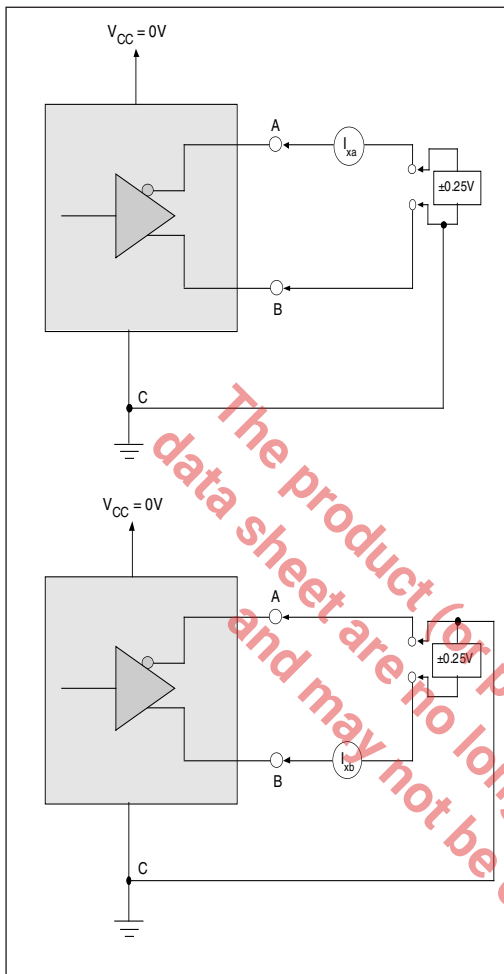 V_CC = 0V
A
I_xa
±0.25V
B
C
V_CC = 0V
A
±0.25V
I_xb
B
C
The product (or p
data sheet are no long
and may not be